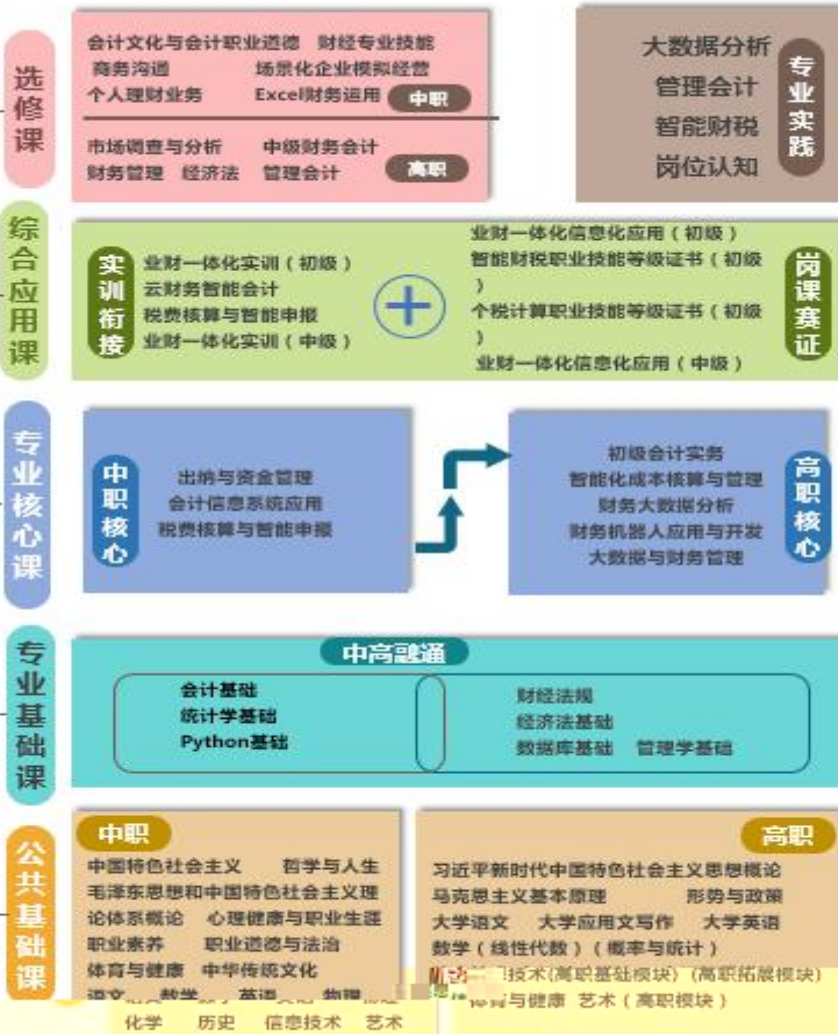 选修课
会计文化与会计职业道德 财经专业技能
商务沟通 场景化企业模拟经营
个人理财业务 Excel财务运用 中职
市场调查与分析 中级财务会计
财务管理 经济法 管理会计 高职
大数据分析
管理会计
智能财税
岗位认知
专业实践
综合应用课
实训衔接
业财一体化实训（初级）
云财务智能会计
税费核算与智能申报
业财一体化实训（中级）
+
业财一体化信息化应用（初级）
智能财税职业技能等级证书（初级
）
个税计算职业技能等级证书（初级
）
业财一体化信息化应用（中级）
岗课赛证
专业核心课
中职核心
出纳与资金管理
会计信息系统应用
税费核算与智能申报
初级会计实务
智能化成本核算与管理
财务大数据分析
财务机器人应用与开发
大数据与财务管理
高职核心
专业基础课
中高融通
会计基础
统计学基础
Python基础
财经法规
经济法基础
数据库基础 管理学基础
公共基础课
中职
中国特色社会主义 哲学与人生
毛泽东思想和中国特色社会主义理
论体系概论 心理健康与职业生涯
职业素养 职业道德与法治
体育与健康 中华传统文化
语文 数学 英语 物理
化学 历史 信息技术 艺术
高职
习近平新时代中国特色社会主义思想概论
马克思主义基本原理 形势与政策
大学语文 大学应用文写作 大学英语
数学（线性代数）（概率与统计）
技术(高职基础模块)（高职拓展模块）
体育与健康 艺术（高职模块）